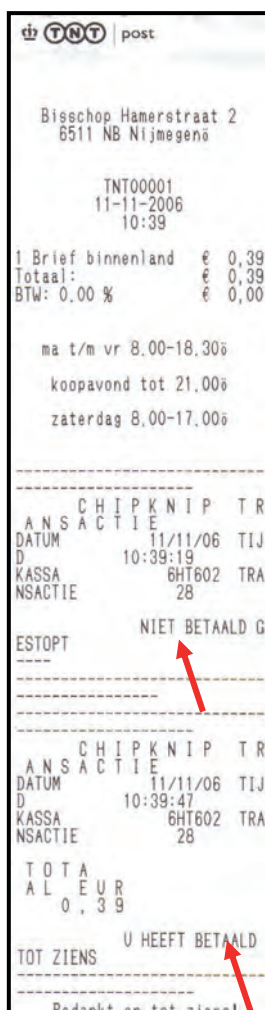 TNT post
Bisschop Hamerstraat 2
6511 NB Nijmegenö
TNT00001
11-11-2006
10:39
1 Brief binnenland € 0,39
Totaal: € 0,39
BTW: 0,00 % € 0,00
ma t/m vr 8.00-18.30ö
koopavond tot 21.00ö
zaterdag 8.00-17.00ö
------------------------------
---------------------
C H I P K N I P T R
A N S A C T I E
DATUM 11/11/06 TIJ
D 10:39:19
KASSA 6HT602 TRA
NSACTIE 28
NIET BETAALD G
ESTOPT
----
------------------------------
-----------------
------------------------------
---------------------
C H I P K N I P T R
A N S A C T I E
DATUM 11/11/06 TIJ
D 10:39:47
KASSA 6HT602 TRA
NSACTIE 28
T O T A
A L E U R
0 , 3 9
U HEEFT BETAALD
TOT ZIENS
------------------------------
---------------------
Bedankt en tot ziens!